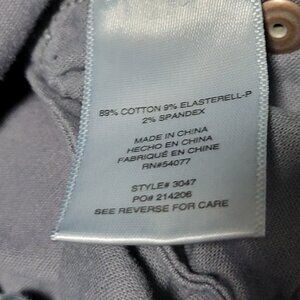 89% COTTON 9% ELASTERELL-P
2% SPANDEX
MADE IN CHINA
HECHO EN CHINA
FABRIQUÉ EN CHINE
RN#54077
STYLE# 3047
PO# 214206
SEE REVERSE FOR CARE